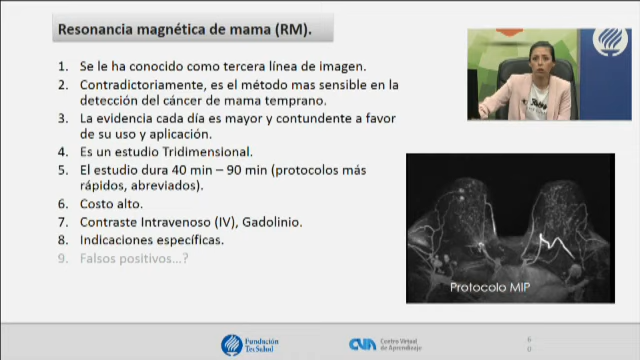 Resonancia magnética de mama (RM).
1. Se le ha conocido como tercera línea de imagen.
2. Contradictoriamente, es el método mas sensible en la
detección del cáncer de mama temprano.
3. La evidencia cada día es mayor y contundente a favor
de su uso y aplicación.
4. Es un estudio Tridimensional.
5. El estudio dura 40 min – 90 min (protocolos más
rápidos, abreviados).
6. Costo alto.
7. Contraste Intravenoso (IV), Gadolinio.
8. Indicaciones específicas.
9. Falsos positivos...?
Protocolo MIP
Fundación
TecSalud
CVA
Centro Virtual
de Aprendizaje
6
0